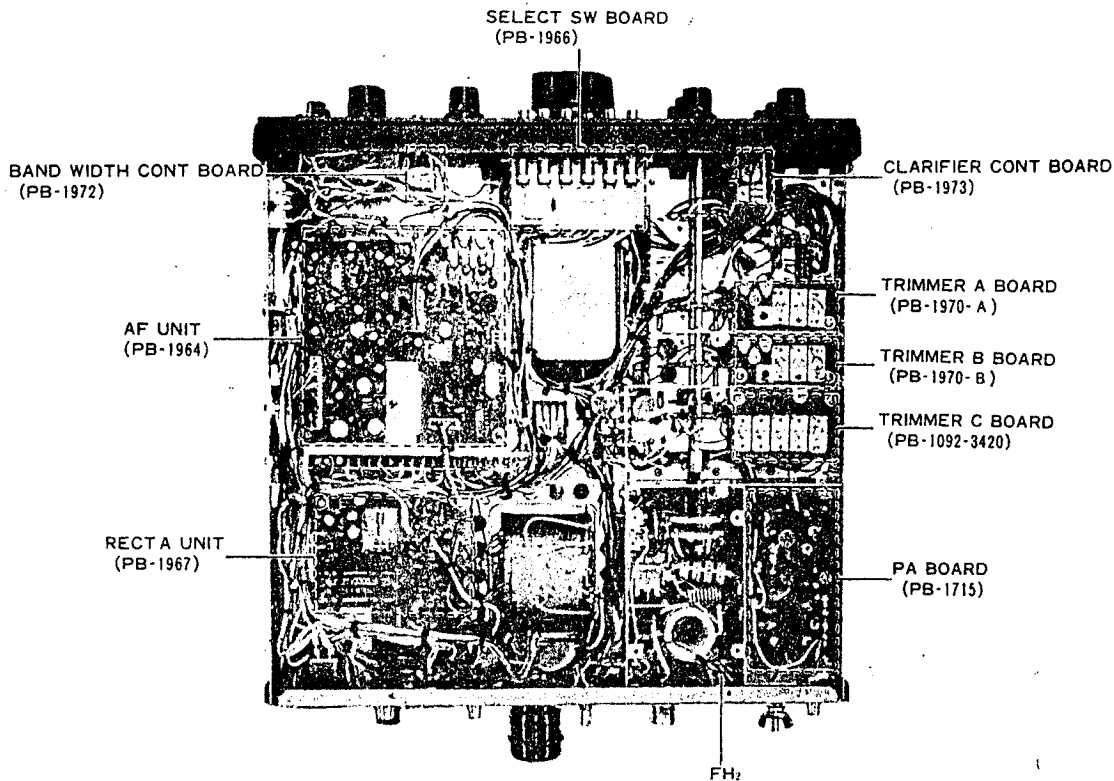 SELECT SW BOARD
(PB-1966)
BAND WIDTH CONT BOARD
(PB-1972)
CLARIFIER CONT BOARD
(PB-1973)
AF UNIT
(PB-1964)
TRIMMER A BOARD
(PB-1970-A)
TRIMMER B BOARD
(PB-1970-B)
TRIMMER C BOARD
(PB-1092-3420)
RECT A UNIT
(PB-1967)
PA BOARD
(PB-1715)
FH₂